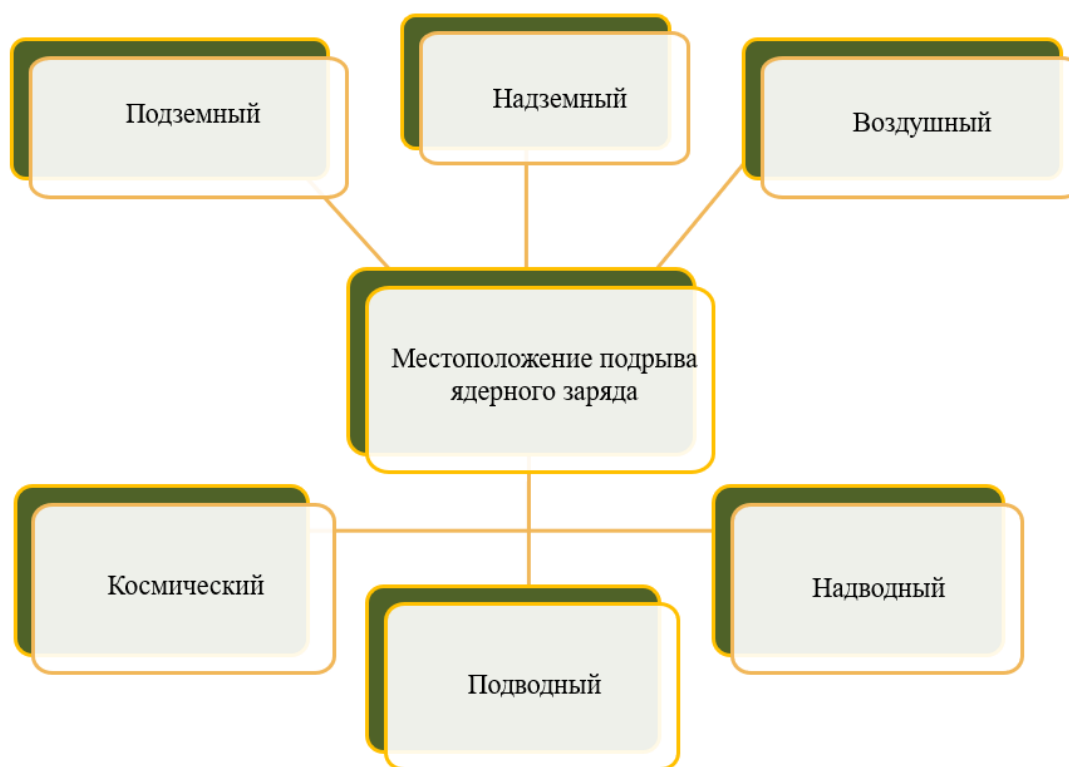 Подземный
Надземный
Воздушный
Местоположение подрыва
ядерного заряда
Космический
Подводный
Надводный